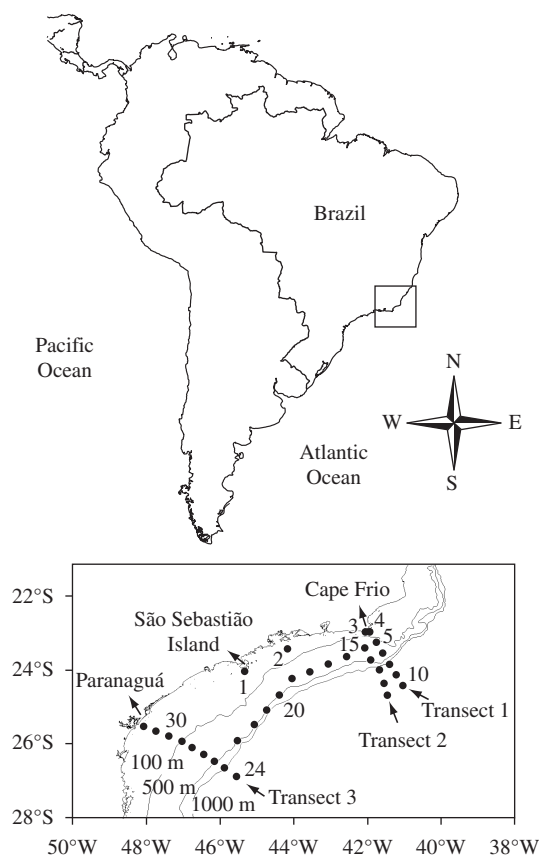 Brazil
Pacific
Ocean
N
W
E
S
Atlantic
Ocean
22°S
24°S
26°S
28°S
50°W
48°W
46°W
44°W
42°W
40°W
38°W
Cape Frio
São Sebastião
Island
Paranaguá
3
4
15
5
2
1
10
20
30
24
Transect 1
Transect 2
Transect 3
100 m
500 m
1000 m